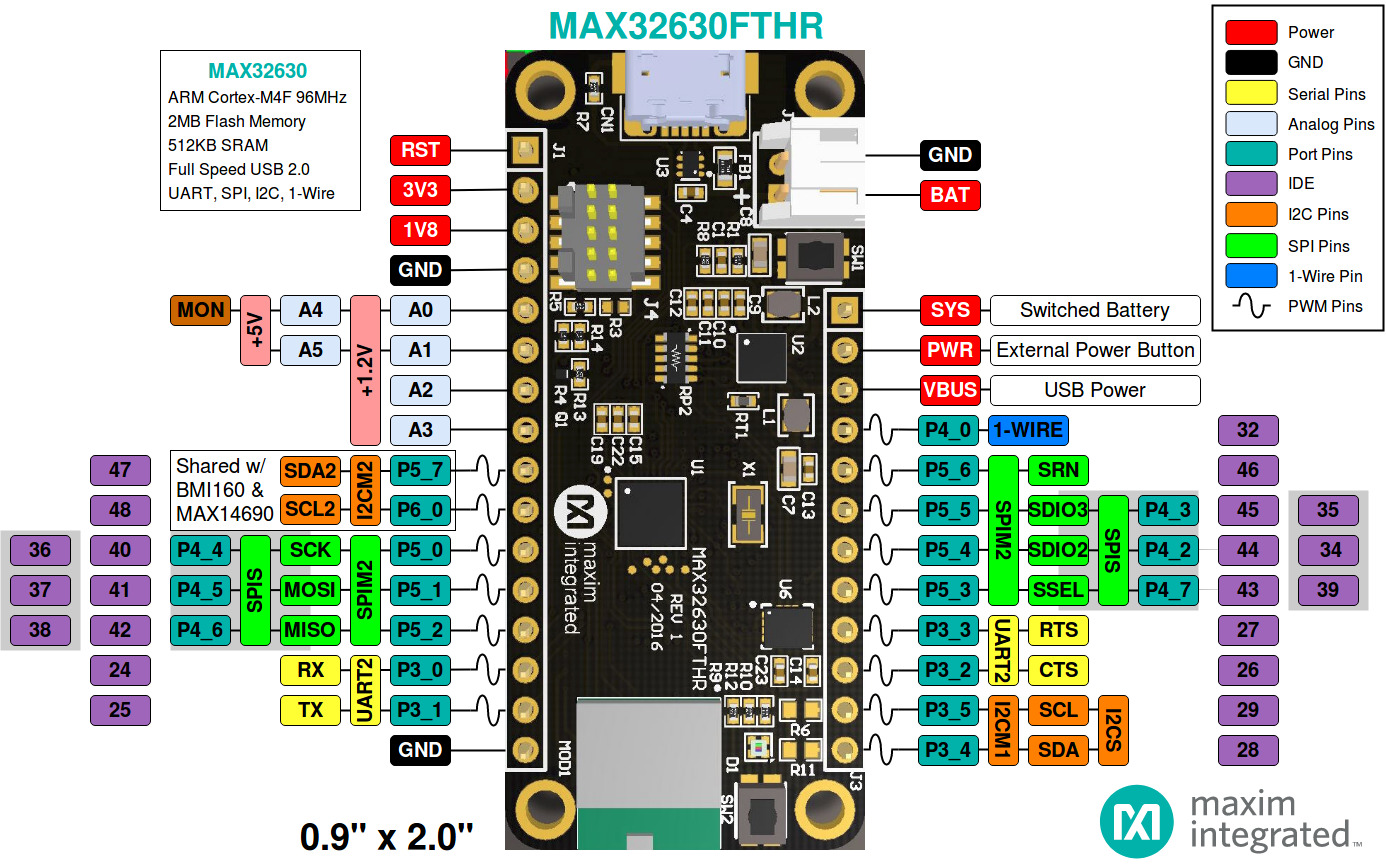 MAX32630FTHR
MAX32630
ARM Cortex-M4F 96MHz
2MB Flash Memory
512KB SRAM
Full Speed USB 2.0
UART, SPI, I2C, 1-Wire
Power
GND
Serial Pins
Analog Pins
Port Pins
IDE
I2C Pins
SPI Pins
1-Wire Pin
PWM Pins
RST
3V3
1V8
GND
MON
+5V
A4
+1.2V
A0
A5
A1
A2
A3
47
Shared w/
BMI160 &
MAX14690
SDA2
I2CM2
P5_7
48
SCL2
P6_0
36
40
P4_4
SPIS
SCK
SPIM2
P5_0
37
41
P4_5
MOSI
P5_1
38
42
P4_6
MISO
P5_2
24
RX
UART2
P3_0
25
TX
P3_1
GND
R7
CN1
J1
U3
FB1
C4
+
C8
R8
C1
R1
SW1
R5
R14
R3
J4
C12
C11
C10
C9
L2
U2
R4
Q1
R13
RP2
RT1
L1
C19
C22
C15
U1
X1
C7
C13
maxim
integrated
MAX32630FTHR
REV 1
04/2016
U6
C23
C14
R12
R10
R9
R6
R11
D1
MOD1
SW2
J3
GND
BAT
SYS
Switched Battery
PWR
External Power Button
VBUS
USB Power
P4_0
1-WIRE
32
P5_6
SPIM2
SRN
46
P5_5
SDIO3
SPIS
P4_3
45
35
P5_4
SDIO2
P4_2
44
34
P5_3
SSEL
P4_7
43
39
P3_3
UART2
RTS
27
P3_2
CTS
26
P3_5
I2CM1
SCL
I2CS
29
P3_4
SDA
28
0.9" x 2.0"
maxim
integrated™